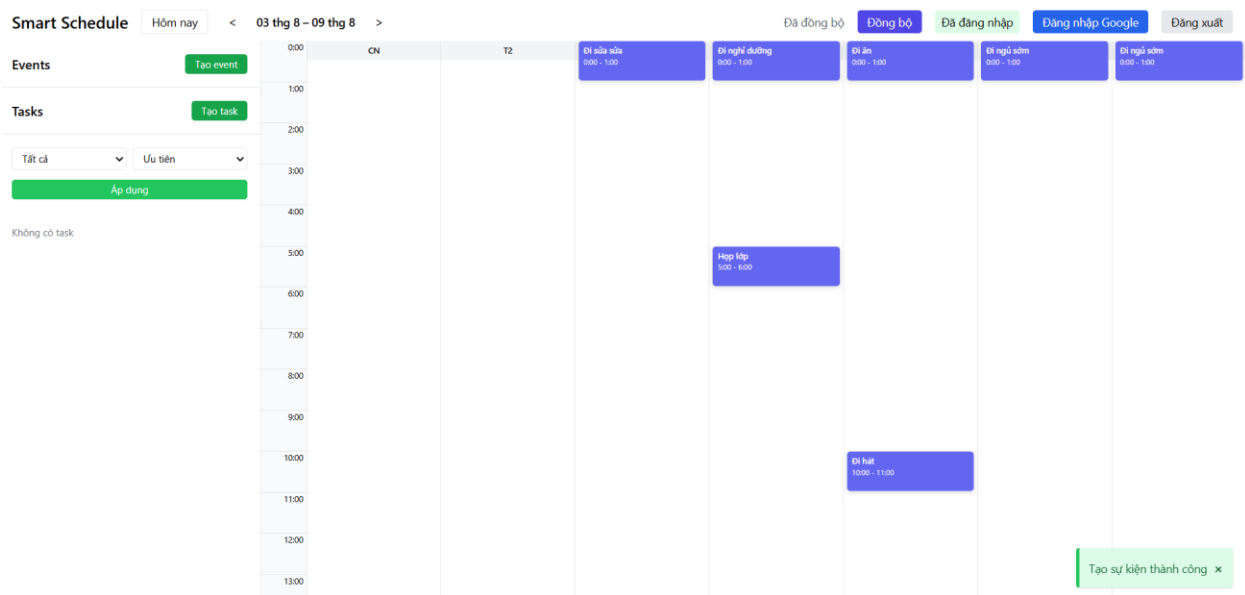 Smart Schedule Hôm nay < 03 thg 8 – 09 thg 8 > Đã đồng bộ Đồng bộ Đã đăng nhập Đăng nhập Google Đăng xuất
Events Tạo event
Tasks Tạo task
Tất cả Ưu tiên
Áp dụng
Không có task
CN T2
0:00
1:00
2:00
3:00
4:00
5:00
6:00
7:00
8:00
9:00
10:00
11:00
12:00
13:00
Đi sửa sửa
0:00 - 1:00
Đi nghỉ dưỡng
0:00 - 1:00
Họp lớp
5:00 - 6:00
Đi ăn
0:00 - 1:00
Đi hát
10:00 - 11:00
Đi ngủ sớm
0:00 - 1:00
Đi ngủ sớm
0:00 - 1:00
Tạo sự kiện thành công ×